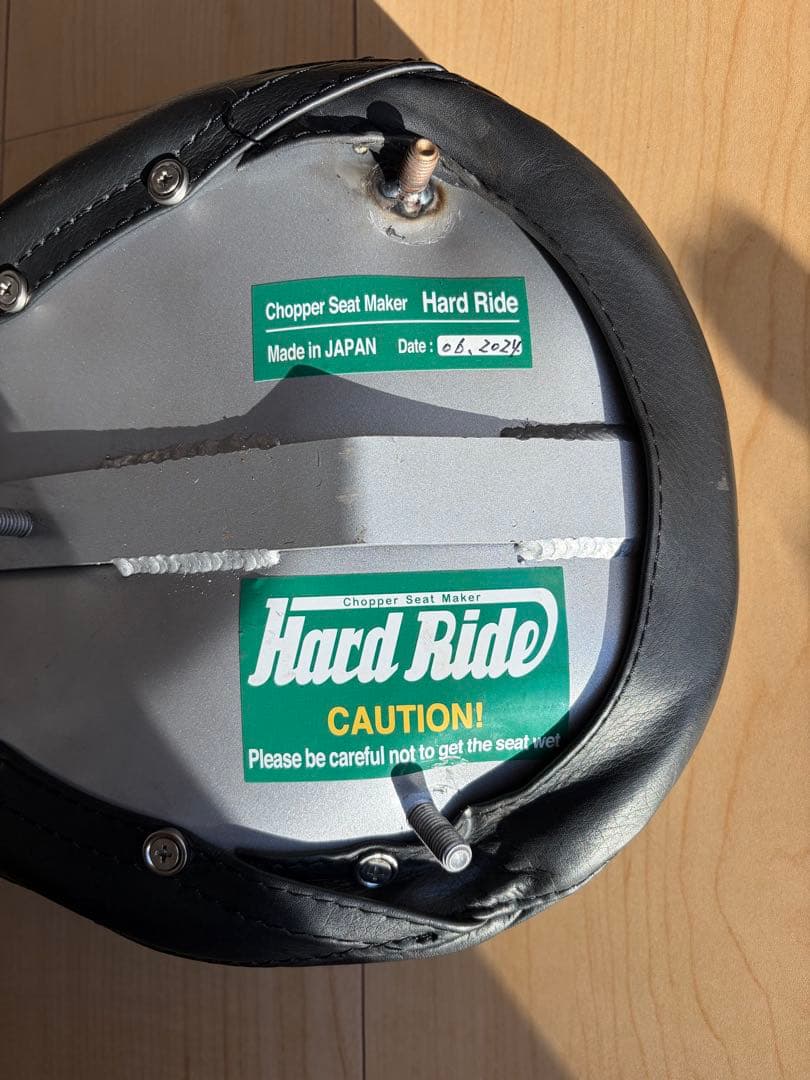 Chopper Seat Maker Hard Ride
Made in JAPAN Date : 06. 2024
Chopper Seat Maker
Hard Ride
CAUTION!
Please be careful not to get the seat wet